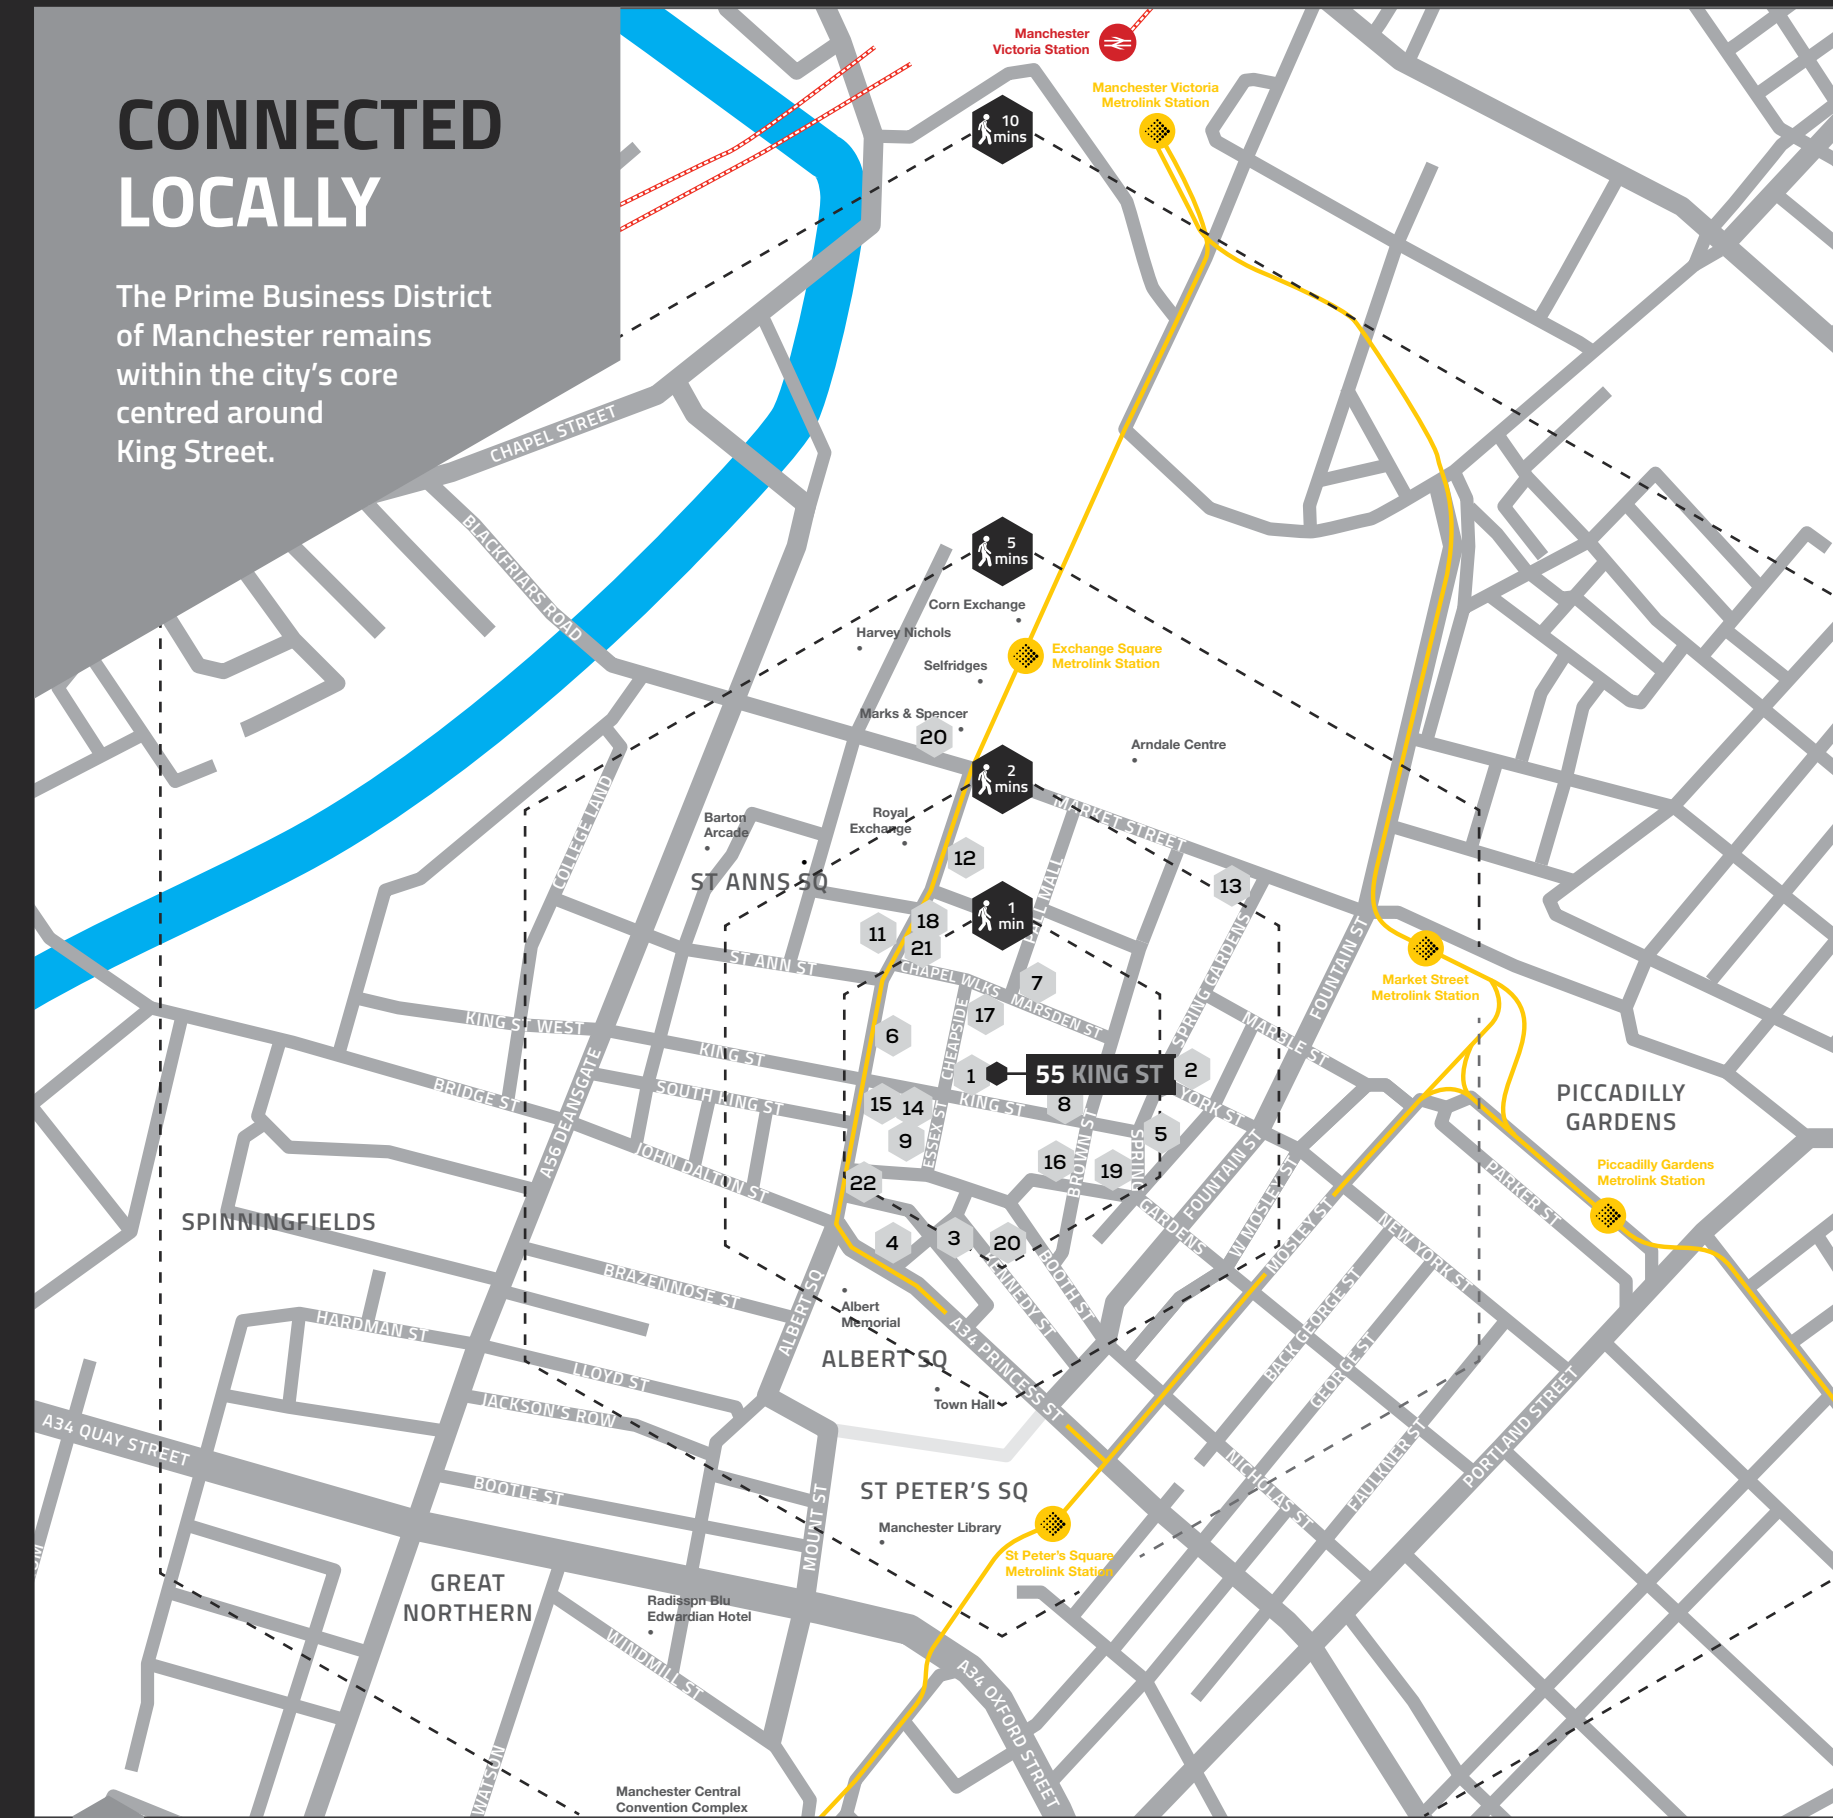 CONNECTED
LOCALLY
The Prime Business District
of Manchester remains
within the city's core
centred around
King Street.
Manchester
Victoria Station
Manchester Victoria
Metrolink Station
10
mins
CHAPEL STREET
BLACKFRIARS ROAD
5
mins
Corn Exchange
Harvey Nichols
Exchange Square
Metrolink Station
Selfridges
Marks & Spencer
20
Arndale Centre
2
mins
MARKET STREET
COLLEGE LAND
Barton
Arcade
Royal
Exchange
12
PALL MALL
13
ST ANNS SQ
1
min
18
11
21
SPRING GARDENS
FOUNTAIN ST
Market Street
Metrolink Station
ST ANN ST
CHAPEL WLKS
7
MARSDEN ST
17
CHEAPSIDE
KING ST WEST
6
KING ST
MARBLE ST
1
55 KING ST
2
BRIDGE ST
A56 DEANSGATE
SOUTH KING ST
15
14
KING ST
8
YORK ST
PICCADILLY
GARDENS
9
ESSEX ST
5
JOHN DALTON ST
16
BROWN ST
19
SPRING
GARDENS
FOUNTAIN ST
W MOSLEY ST
MOSLEY ST
PARKER ST
Piccadilly Gardens
Metrolink Station
22
SPINNINGFIELDS
4
3
20
KENNEDY ST
BOOTH ST
NEW YORK ST
BRAZENNOSE ST
ALBERT SQ
Albert
Memorial
A34 PRINCESS ST
BACK GEORGE ST
GEORGE ST
HARDMAN ST
LLOYD ST
ALBERT SQ
Town Hall
JACKSON'S ROW
A34 QUAY STREET
NICHOLAS ST
FAULKNER ST
PORTLAND STREET
BOOTLE ST
MOUNT ST
ST PETER'S SQ
Manchester Library
St Peter's Square
Metrolink Station
GREAT
NORTHERN
Radisspn Blu
Edwardian Hotel
WINDMILL ST
A34 OXFORD STREET
WATSON
Manchester Central
Convention Complex